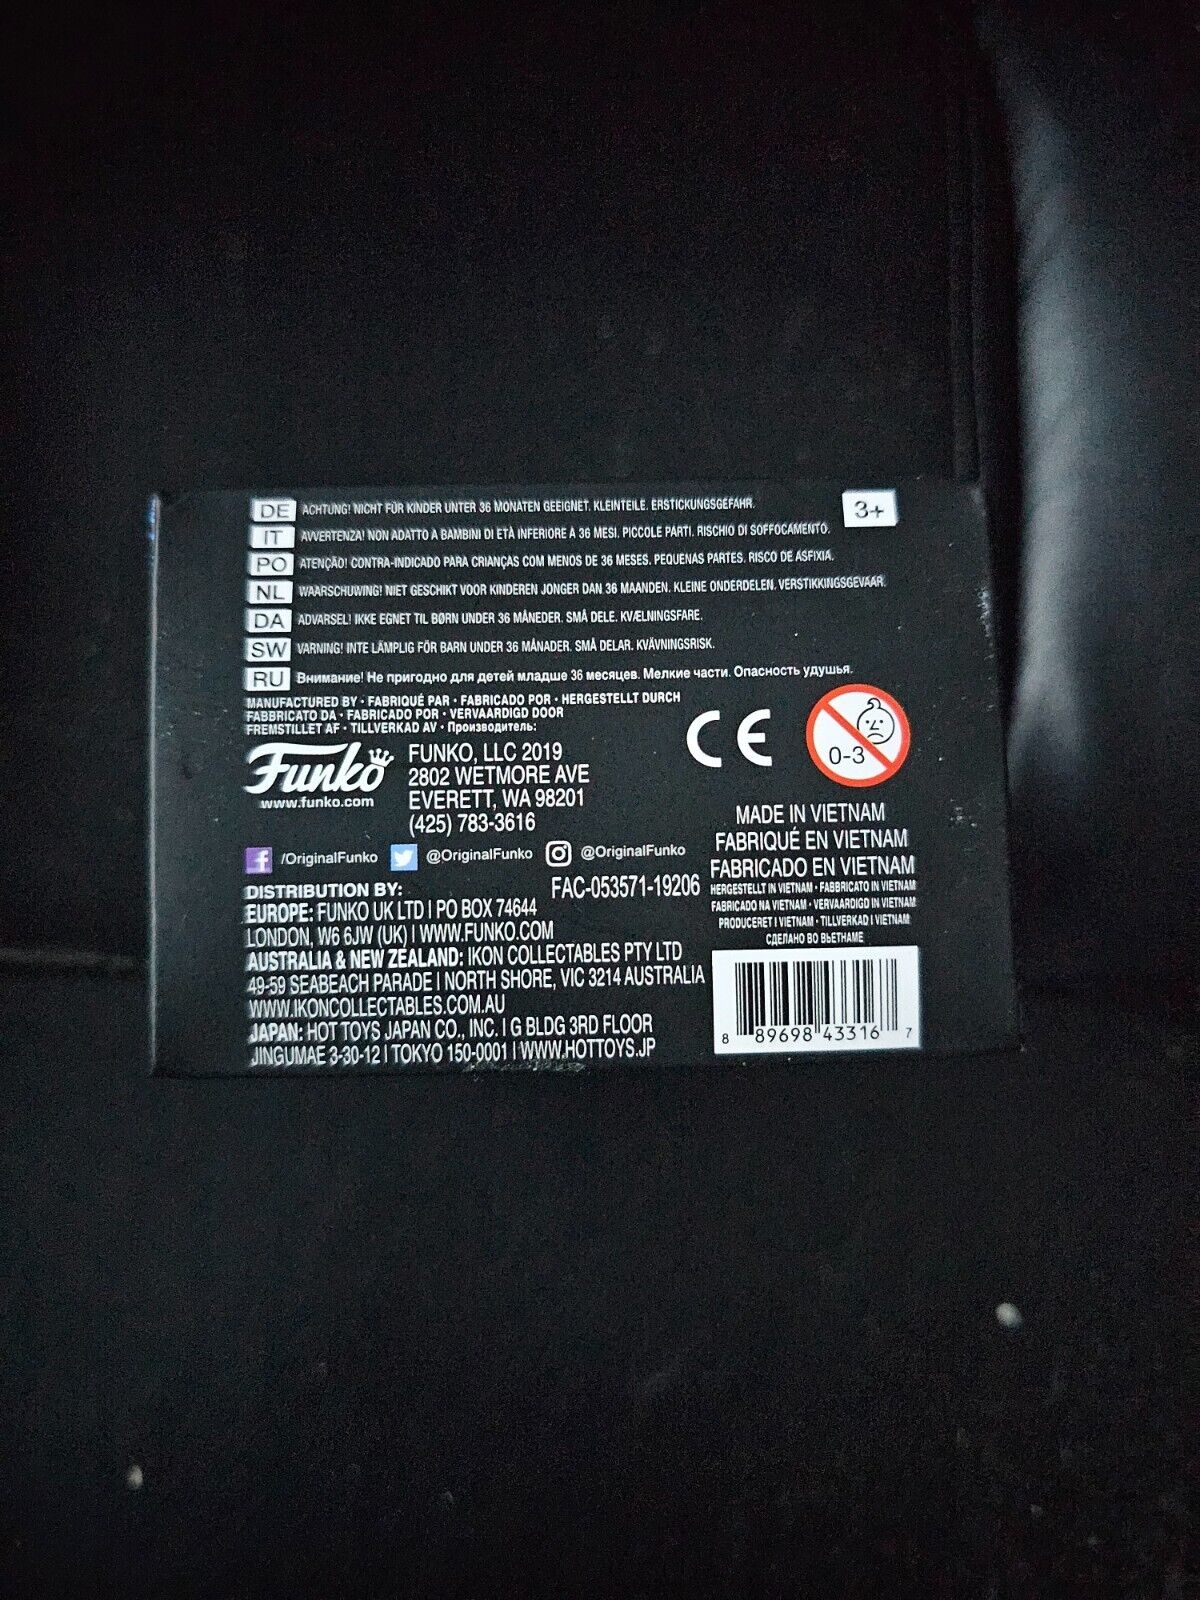 DE ACHTUNG! NICHT FÜR KINDER UNTER 36 MONATEN GEEIGNET. KLEINTEILE. ERSTICKUNGSGEFAHR.
3+
IT AVVERTENZA! NON ADATTO A BAMBINI DI ETÀ INFERIORE A 36 MESI. PICCOLE PARTI. RISCHIO DI SOFFOCAMENTO.
PO ATENÇÃO! CONTRA-INDICADO PARA CRIANÇAS COM MENOS DE 36 MESES. PEQUENAS PARTES. RISCO DE ASFIXIA.
NL WAARSCHUWING! NIET GESCHIKT VOOR KINDEREN JONGER DAN 36 MAANDEN. KLEINE ONDERDELEN. VERSTIKKINGSGEVAAR.
DA ADVARSEL! IKKE EGNET TIL BØRN UNDER 36 MÅNEDER. SMÅ DELE. KVÆLNINGSFARE.
SW VARNING! INTE LÄMPLIG FÖR BARN UNDER 36 MÅNADER. SMÅ DELAR. KVÄVNINGSRISK.
RU Внимание! Не пригодно для детей младше 36 месяцев. Мелкие части. Опасность удушья.
MANUFACTURED BY • FABRIQUÉ PAR • FABRICADO POR • HERGESTELLT DURCH
FABBRICATO DA • FABRICADO POR • VERVAARDIGD DOOR
FREMSTILLET AF • TILLVERKAD AV • Производитель:
Funko
www.funko.com
FUNKO, LLC 2019
2802 WETMORE AVE
EVERETT, WA 98201
(425) 783-3616
CE
0-3
f /OriginalFunko @OriginalFunko @OriginalFunko
MADE IN VIETNAM
FABRIQUÉ EN VIETNAM
FABRICADO EN VIETNAM
HERGESTELLT IN VIETNAM • FABBRICATO IN VIETNAM
FABRICADO NA VIETNAM • VERVAARDIGD IN VIETNAM
PRODUCERET I VIETNAM • TILLVERKAD I VIETNAM
СДЕЛАНО ВО ВЬЕТНАМЕ
DISTRIBUTION BY:
FAC-053571-19206
EUROPE: FUNKO UK LTD | PO BOX 74644
LONDON, W6 6JW (UK) | WWW.FUNKO.COM
AUSTRALIA & NEW ZEALAND: IKON COLLECTABLES PTY LTD
49-59 SEABEACH PARADE | NORTH SHORE, VIC 3214 AUSTRALIA
WWW.IKONCOLLECTABLES.COM.AU
JAPAN: HOT TOYS JAPAN CO., INC. | G BLDG 3RD FLOOR
JINGUMAE 3-30-12 | TOKYO 150-0001 | WWW.HOTTOYS.JP
8 89698 43316 7